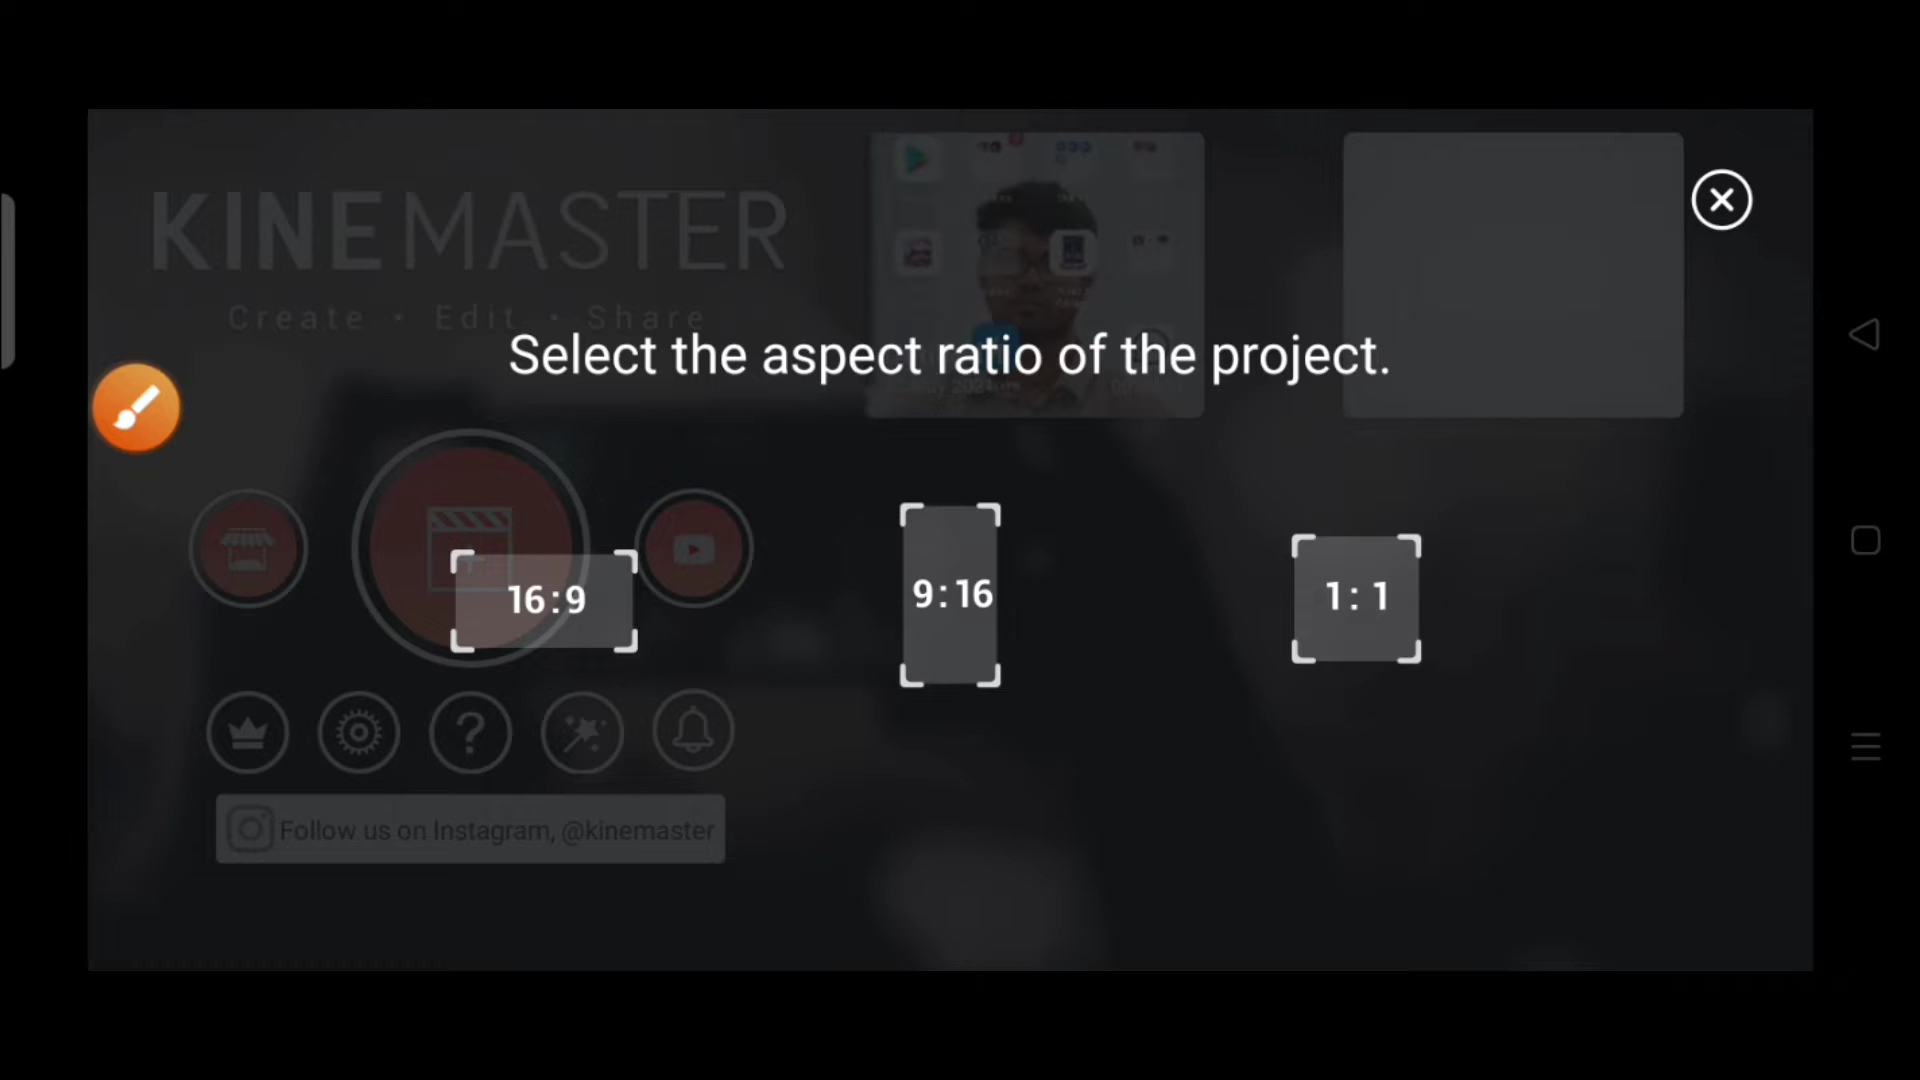 KINEMASTER
Create • Edit • Share
Select the aspect ratio of the project.
16:9
9:16
1:1
Follow us on Instagram, @kinemaster